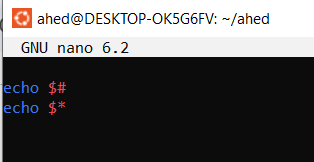 ahed@DESKTOP-OK5G6FV: ~/ahed
GNU nano 6.2
echo $#
echo $*